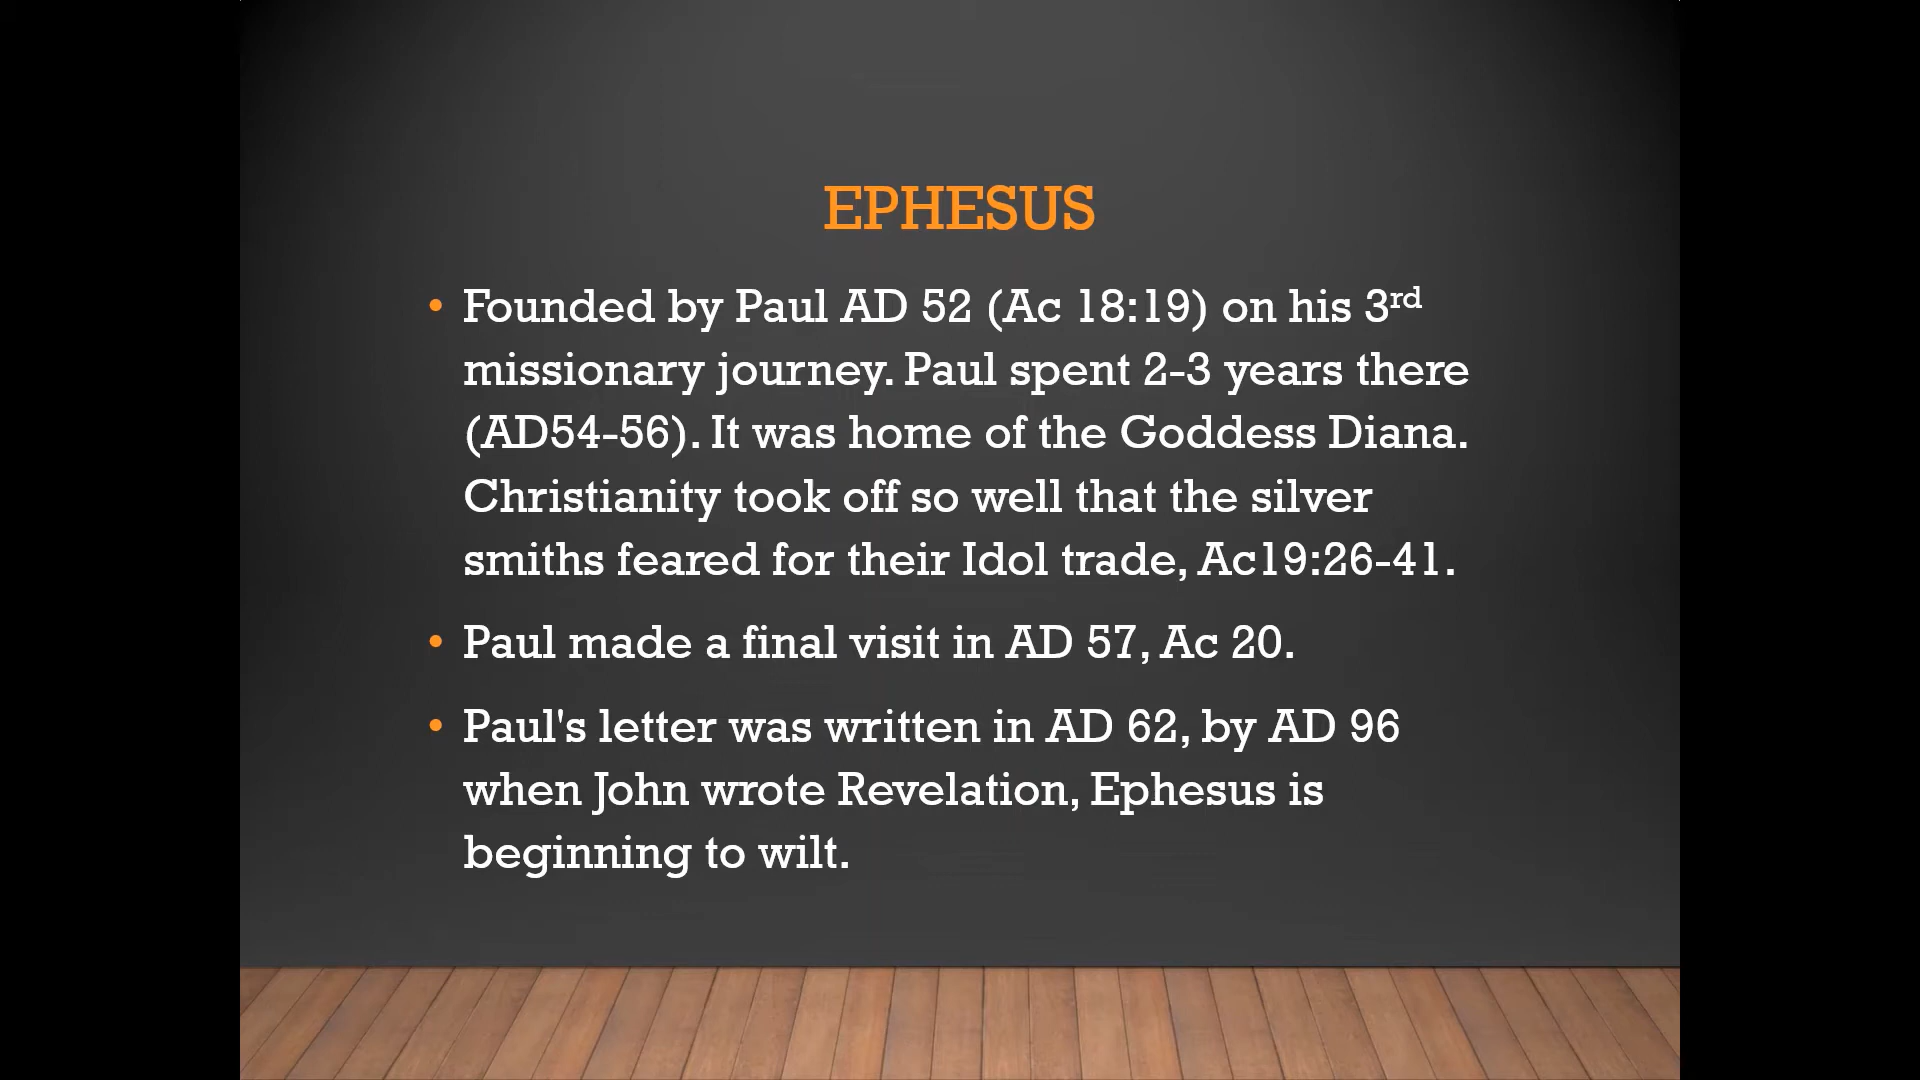 EPHESUS
• Founded by Paul AD 52 (Ac 18:19) on his 3rd
missionary journey. Paul spent 2-3 years there
(AD54-56). It was home of the Goddess Diana.
Christianity took off so well that the silver
smiths feared for their Idol trade, Ac19:26-41.
• Paul made a final visit in AD 57, Ac 20.
• Paul's letter was written in AD 62, by AD 96
when John wrote Revelation, Ephesus is
beginning to wilt.